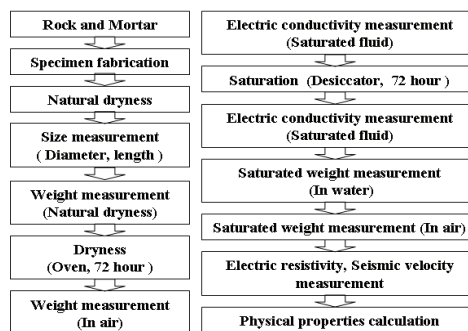 Rock and Mortar
Specimen fabrication
Natural dryness
Size measurement
( Diameter, length )
Weight measurement
(Natural dryness)
Dryness
(Oven, 72 hour )
Weight measurement
(In air)
Electric conductivity measurement
(Saturated fluid)
Saturation (Desiccator, 72 hour )
Electric conductivity measurement
(Saturated fluid)
Saturated weight measurement
(In water)
Saturated weight measurement (In air)
Electric resistivity, Seismic velocity
measurement
Physical properties calculation